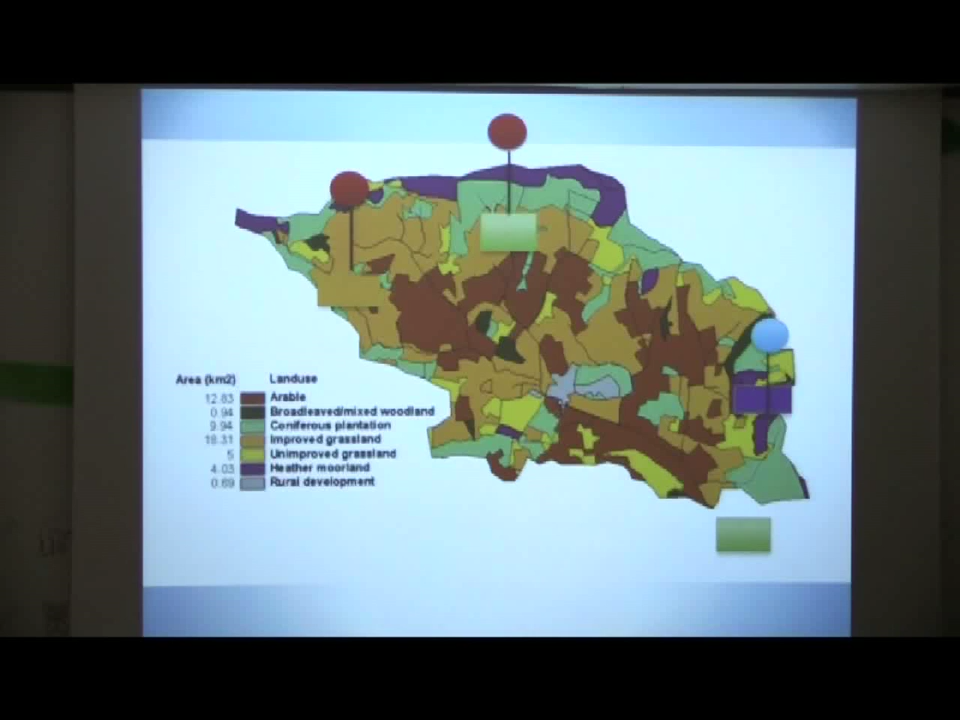 Area (km2) Landuse
12.83 Arable
0.94 Broadleaved/mixed woodland
9.94 Coniferous plantation
18.31 Improved grassland
5 Unimproved grassland
4.03 Heather moorland
0.69 Rural development